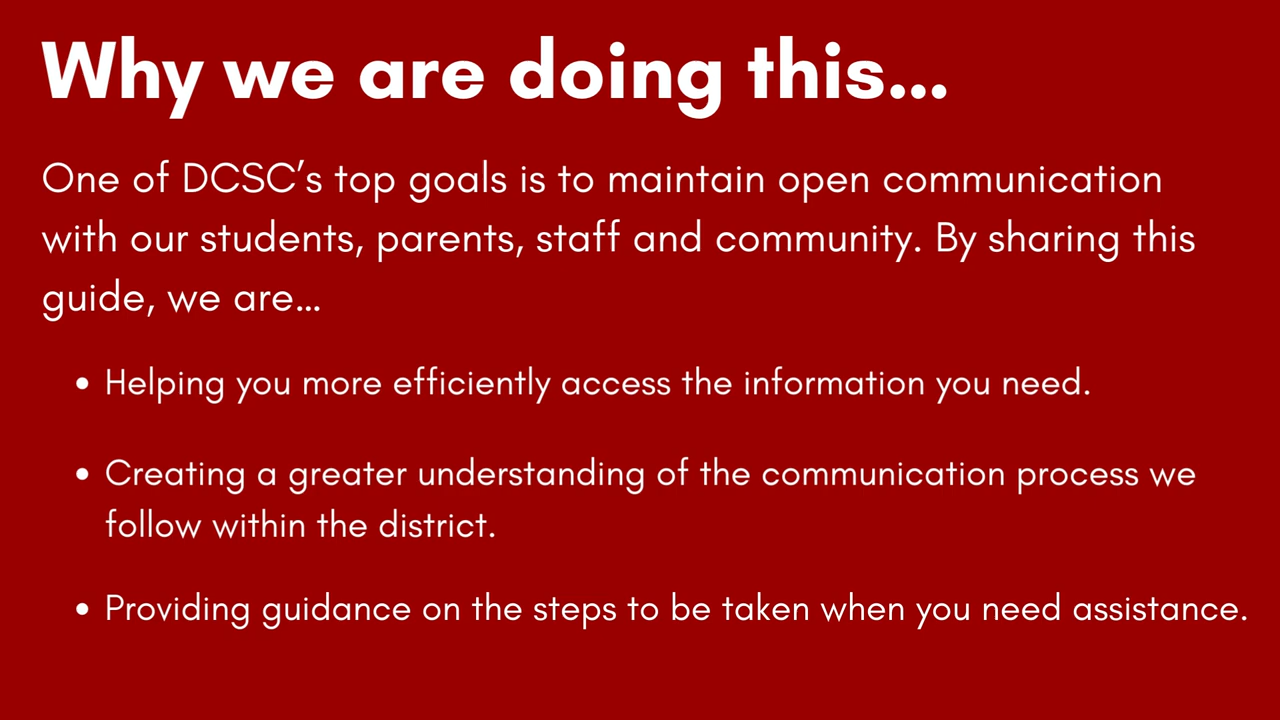 Why we are doing this...
One of DCSC’s top goals is to maintain open communication
with our students, parents, staff and community. By sharing this
guide, we are...
• Helping you more efficiently access the information you need.
• Creating a greater understanding of the communication process we
follow within the district.
• Providing guidance on the steps to be taken when you need assistance.